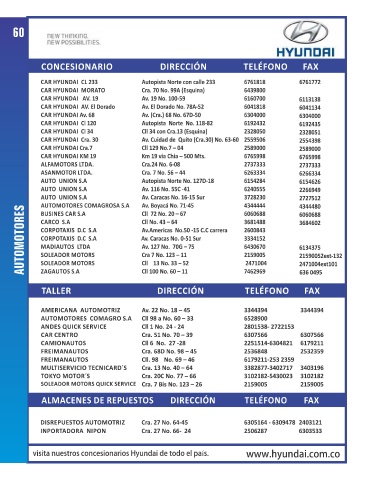 60
NEW THINKING.
NEW POSSIBILITIES.
HYUNDAI
CONCESIONARIO DIRECCIÓN TELÉFONO FAX
CAR HYUNDAI CL 233 Autopista Norte con calle 233 6761818 6761772
CAR HYUNDAI MORATO Cra. 70 No. 99A (Esquina) 6439800
CAR HYUNDAI AV. 19 Av. 19 No. 100-59 6160700 6113138
CAR HYUNDAI AV. El Dorado Av. El Dorado No. 78A-52 6041818 6041134
CAR HYUNDAI Av. 68 Av. (Cra.) 68 No. 67D-50 6304000 6304000
CAR HYUNDAI Cl 120 Autopista Norte No. 118-82 6192432 6192435
CAR HYUNDAI Cl 34 Cll 34 con Cra.13 (Esquina) 2328050 2328051
CAR HYUNDAI Cra. 30 Av. Cuidad de Quito (Cra.30) No. 63-60 2559506 2554398
CAR HYUNDAI Cra.7 Cll 129 No.7 – 04 2589000 2589000
CAR HYUNDAI KM 19 Km 19 via Chia – 500 Mts. 6765998 6765998
ALFAMOTORS LTDA. Cra.24 No. 6-08 2737333 2737333
ASANMOTOR LTDA. Cra. 7 No. 56 – 44 6263334 6266334
AUTO UNION S.A Autopista Norte No. 127D-18 6154284 6154626
AUTO UNION S.A Av. 116 No. 55C -41 6240555 2266949
AUTO UNION S.A Av. Caracas No. 16-15 Sur 3728230 2727512
AUTOMOTORES COMAGROSA S.A Av. Boyacá No. 71-45 4344444 4344480
BUSINES CAR S.A Cll 72 No. 20 – 67 6060688 6060688
CARCO S.A Cll No. 43 – 64 3681488 3684602
CORPOTAXIS D.C S.A Av.Americas No.50 -15 C.C carrera 2600843
CORPOTAXIS D.C S.A Av. Caracas No. 0-51 Sur 3334152
MADIAUTOS LTDA Av. 127 No. 70G – 75 6430670 6134375
SOLEADOR MOTORS Cra 7 No. 123 – 11 2159005 21590052ext-132
SOLEADOR MOTORS Cll 13 No. 33 – 52 2471004 2471004ext101
ZAGAUTOS S.A Cll 100 No. 60 – 11 7462969 636 0495
AUTOMOTORES
TALLER DIRECCIÓN TELÉFONO FAX
AMERICANA AUTOMOTRIZ Av. 22 No. 18 – 45 3344394 3344394
AUTOMOTORES COMAGRO S.A Cll 98 a No. 60 – 33 6528900
ANDES QUICK SERVICE Cll 1 No. 24 - 24 2801538- 2722153
CAR CENTRO Cra. 51 No. 70 – 39 6307566 6307566
CAMIONAUTOS Cll 6 No. 27 -28 2251514-6304821 6179211
FREIMANAUTOS Cra. 68D No. 98 – 45 2536848 2532359
FREIMANAUTOS Cll. 98 No. 69 – 46 6179211-253 2359
MULTISERVICIO TECNICARD´S Cra. 13 No. 40 – 64 3382877-3402717 3403196
TOKYO MOTOR´S Cra. 20C No. 77 – 66 3102182-5430023 3102182
SOLEADOR MOTORS QUICK SERVICE Cra. 7 Bis No. 123 – 26 2159005 2159005
ALMACENES DE REPUESTOS DIRECCIÓN TELÉFONO FAX
DISREPUESTOS AUTOMOTRIZ Cra. 27 No. 64-45 6305164 - 6309478 2403121
INPORTADORA NIPON Cra. 27 No. 66- 24 2506287 6303533
visita nuestros concesionarios Hyundai de todo el país. www.hyundai.com.co